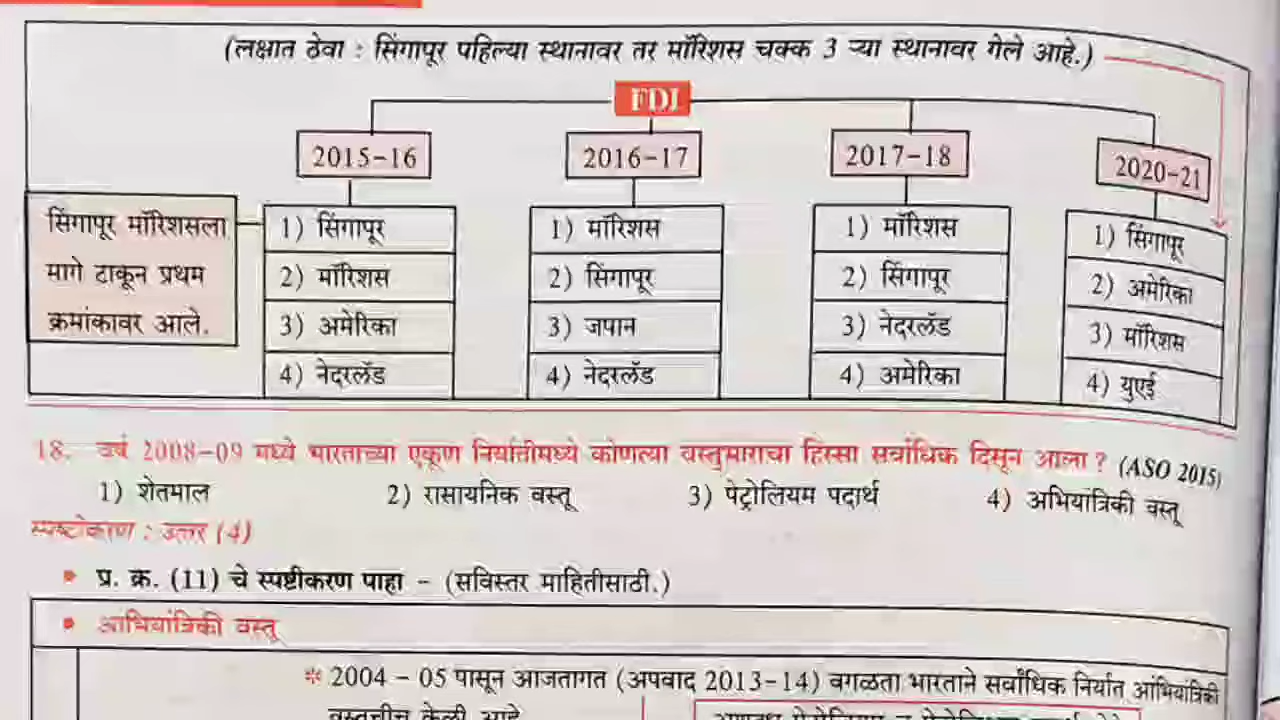 (लक्षात ठेवा : सिंगापूर पहिल्या स्थानावर तर मॉरिशस चक्क 3 ऱ्या स्थानावर गेले आहे.)
FDI
2015-16
2016-17
2017-18
2020-21
सिंगापूर मॉरिशसला
मागे टाकून प्रथम
क्रमांकावर आले.
1) सिंगापूर
2) मॉरिशस
3) अमेरिका
4) नेदरलँड
1) मॉरिशस
2) सिंगापूर
3) जपान
4) नेदरलँड
1) मॉरिशस
2) सिंगापूर
3) नेदरलँड
4) अमेरिका
1) सिंगापूर
2) अमेरिका
3) मॉरिशस
4) युएई
18. वर्ष 2008-09 मध्ये भारताच्या एकूण निर्यातीमध्ये कोणत्या वस्तुमाराचा हिस्सा सर्वाधिक दिसून आला ? (ASO 2015)
1) शेतमाल 2) रासायनिक वस्तू 3) पेट्रोलियम पदार्थ 4) अभियांत्रिकी वस्तू
स्पष्टीकरण : उत्तर (4)
• प्र. क्र. (11) चे स्पष्टीकरण पाहा - (सविस्तर माहितीसाठी.)
• अभियांत्रिकी वस्तू
※ 2004 - 05 पासून आजतागत (अपवाद 2013-14) वगळता भारताने सर्वाधिक निर्यात अभियांत्रिकी